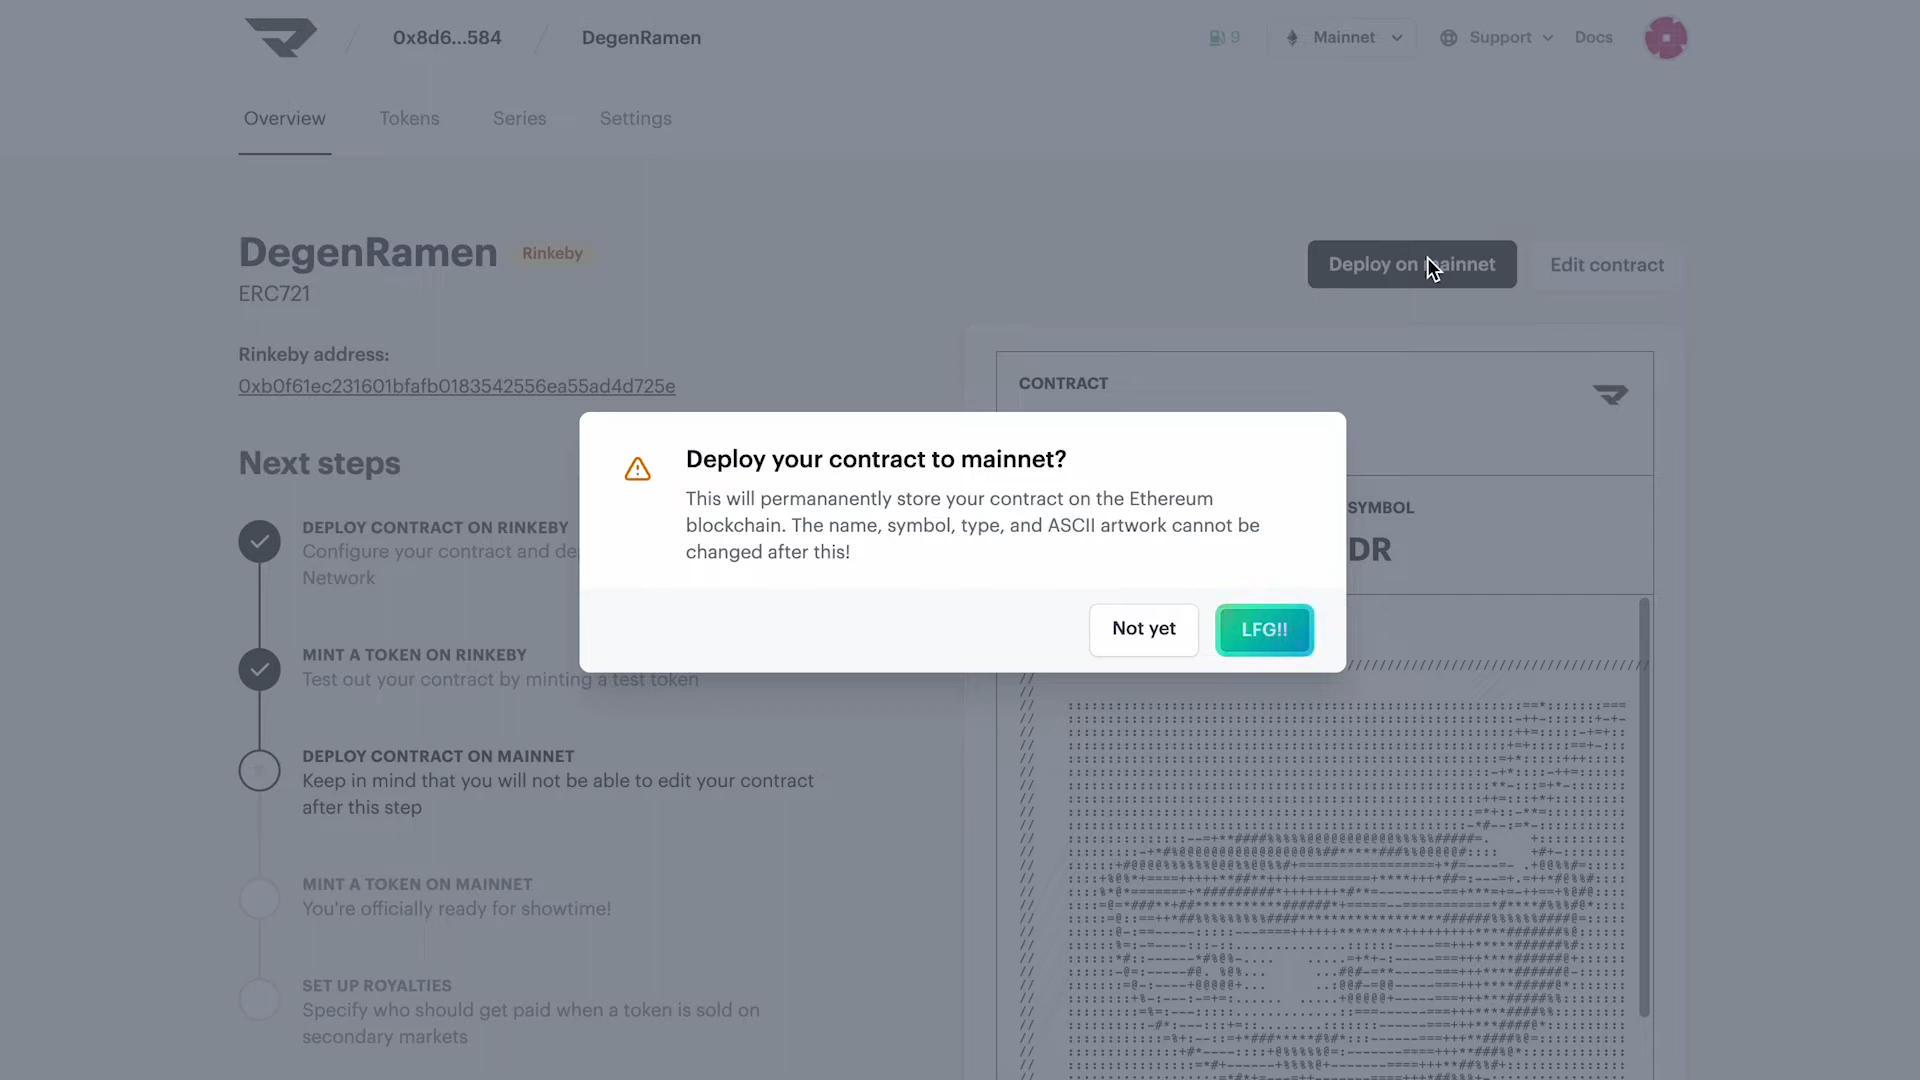 0x8d6...584
DegenRamen
9
Mainnet
Support
Docs
Overview
Tokens
Series
Settings
DegenRamen
Rinkeby
ERC721
Deploy on mainnet
Edit contract
Rinkeby address:
0xb0f61ec231601bfafb0183542556ea55ad4d725e
CONTRACT
Next steps
Deploy your contract to mainnet?
This will permananently store your contract on the Ethereum
blockchain. The name, symbol, type, and ASCII artwork cannot be
changed after this!
Not yet
LFG!!
SYMBOL
DR
DEPLOY CONTRACT ON RINKEBY
Configure your contract and de
Network
MINT A TOKEN ON RINKEBY
Test out your contract by minting a test token
DEPLOY CONTRACT ON MAINNET
Keep in mind that you will not be able to edit your contract
after this step
MINT A TOKEN ON MAINNET
You're officially ready for showtime!
SET UP ROYALTIES
Specify who should get paid when a token is sold on
secondary markets